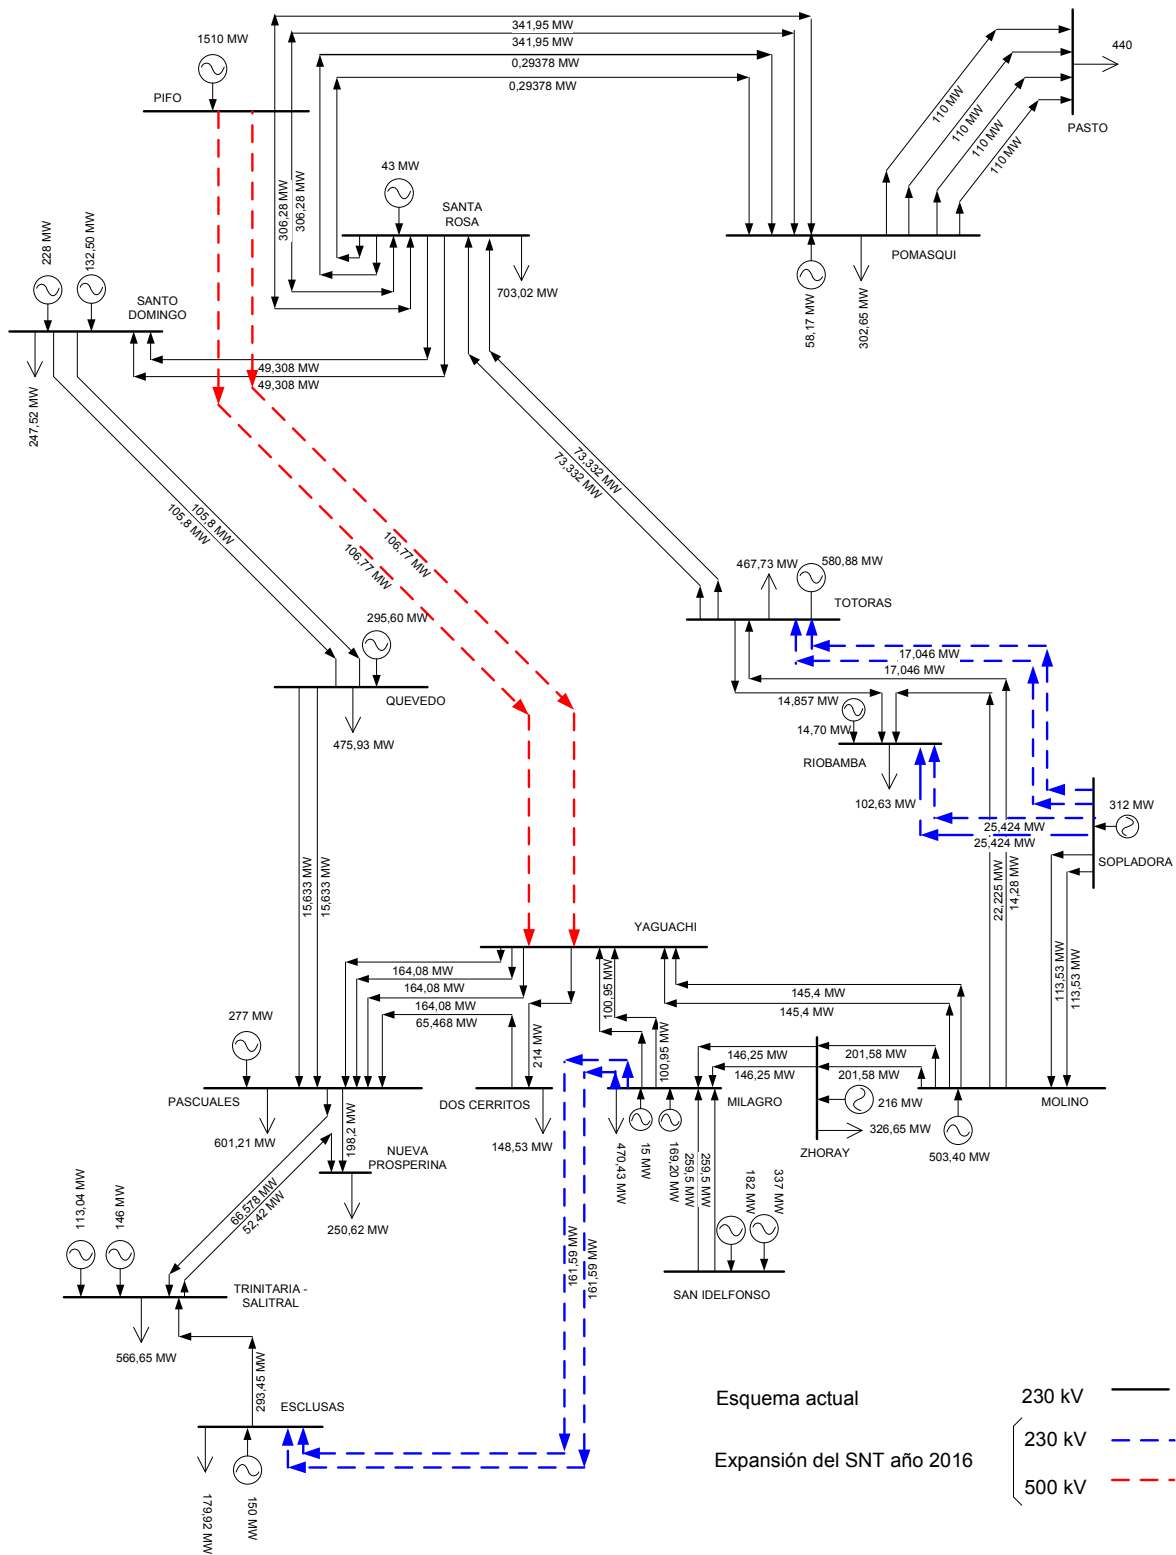 341,95 MW
341,95 MW
0,29378 MW
0,29378 MW
1510 MW
PIFO
440
PASTO
110 MW
110 MW
110 MW
110 MW
43 MW
SANTA
ROSA
306,28 MW
306,28 MW
703,02 MW
POMASQUI
58,17 MW
302,65 MW
228 MW
132,50 MW
SANTO
DOMINGO
49,308 MW
49,308 MW
247,52 MW
73,332 MW
73,332 MW
105,8 MW
105,8 MW
106,77 MW
106,77 MW
467,73 MW
580,88 MW
TOTORAS
295,60 MW
QUEVEDO
475,93 MW
17,046 MW
17,046 MW
14,857 MW
14,70 MW
RIOBAMBA
102,63 MW
312 MW
SOPLADORA
25,424 MW
25,424 MW
22,225 MW
14,28 MW
113,53 MW
113,53 MW
15,633 MW
15,633 MW
YAGUACHI
164,08 MW
164,08 MW
164,08 MW
65,468 MW
100,95 MW
100,95 MW
145,4 MW
145,4 MW
214 MW
277 MW
PASCUALES
601,21 MW
DOS CERRITOS
148,53 MW
146,25 MW
146,25 MW
201,58 MW
201,58 MW
MILAGRO
470,43 MW
15 MW
169,20 MW
216 MW
326,65 MW
ZHORAY
MOLINO
503,40 MW
198,2 MW
NUEVA
PROSPERINA
250,62 MW
66,578 MW
52,42 MW
259,5 MW
259,5 MW
182 MW
337 MW
SAN IDELFONSO
113,04 MW
146 MW
TRINITARIA -
SALITRAL
566,65 MW
161,59 MW
161,59 MW
293,45 MW
ESCLUSAS
179,92 MW
150 MW
Esquema actual
230 kV
Expansión del SNT año 2016
230 kV
500 kV